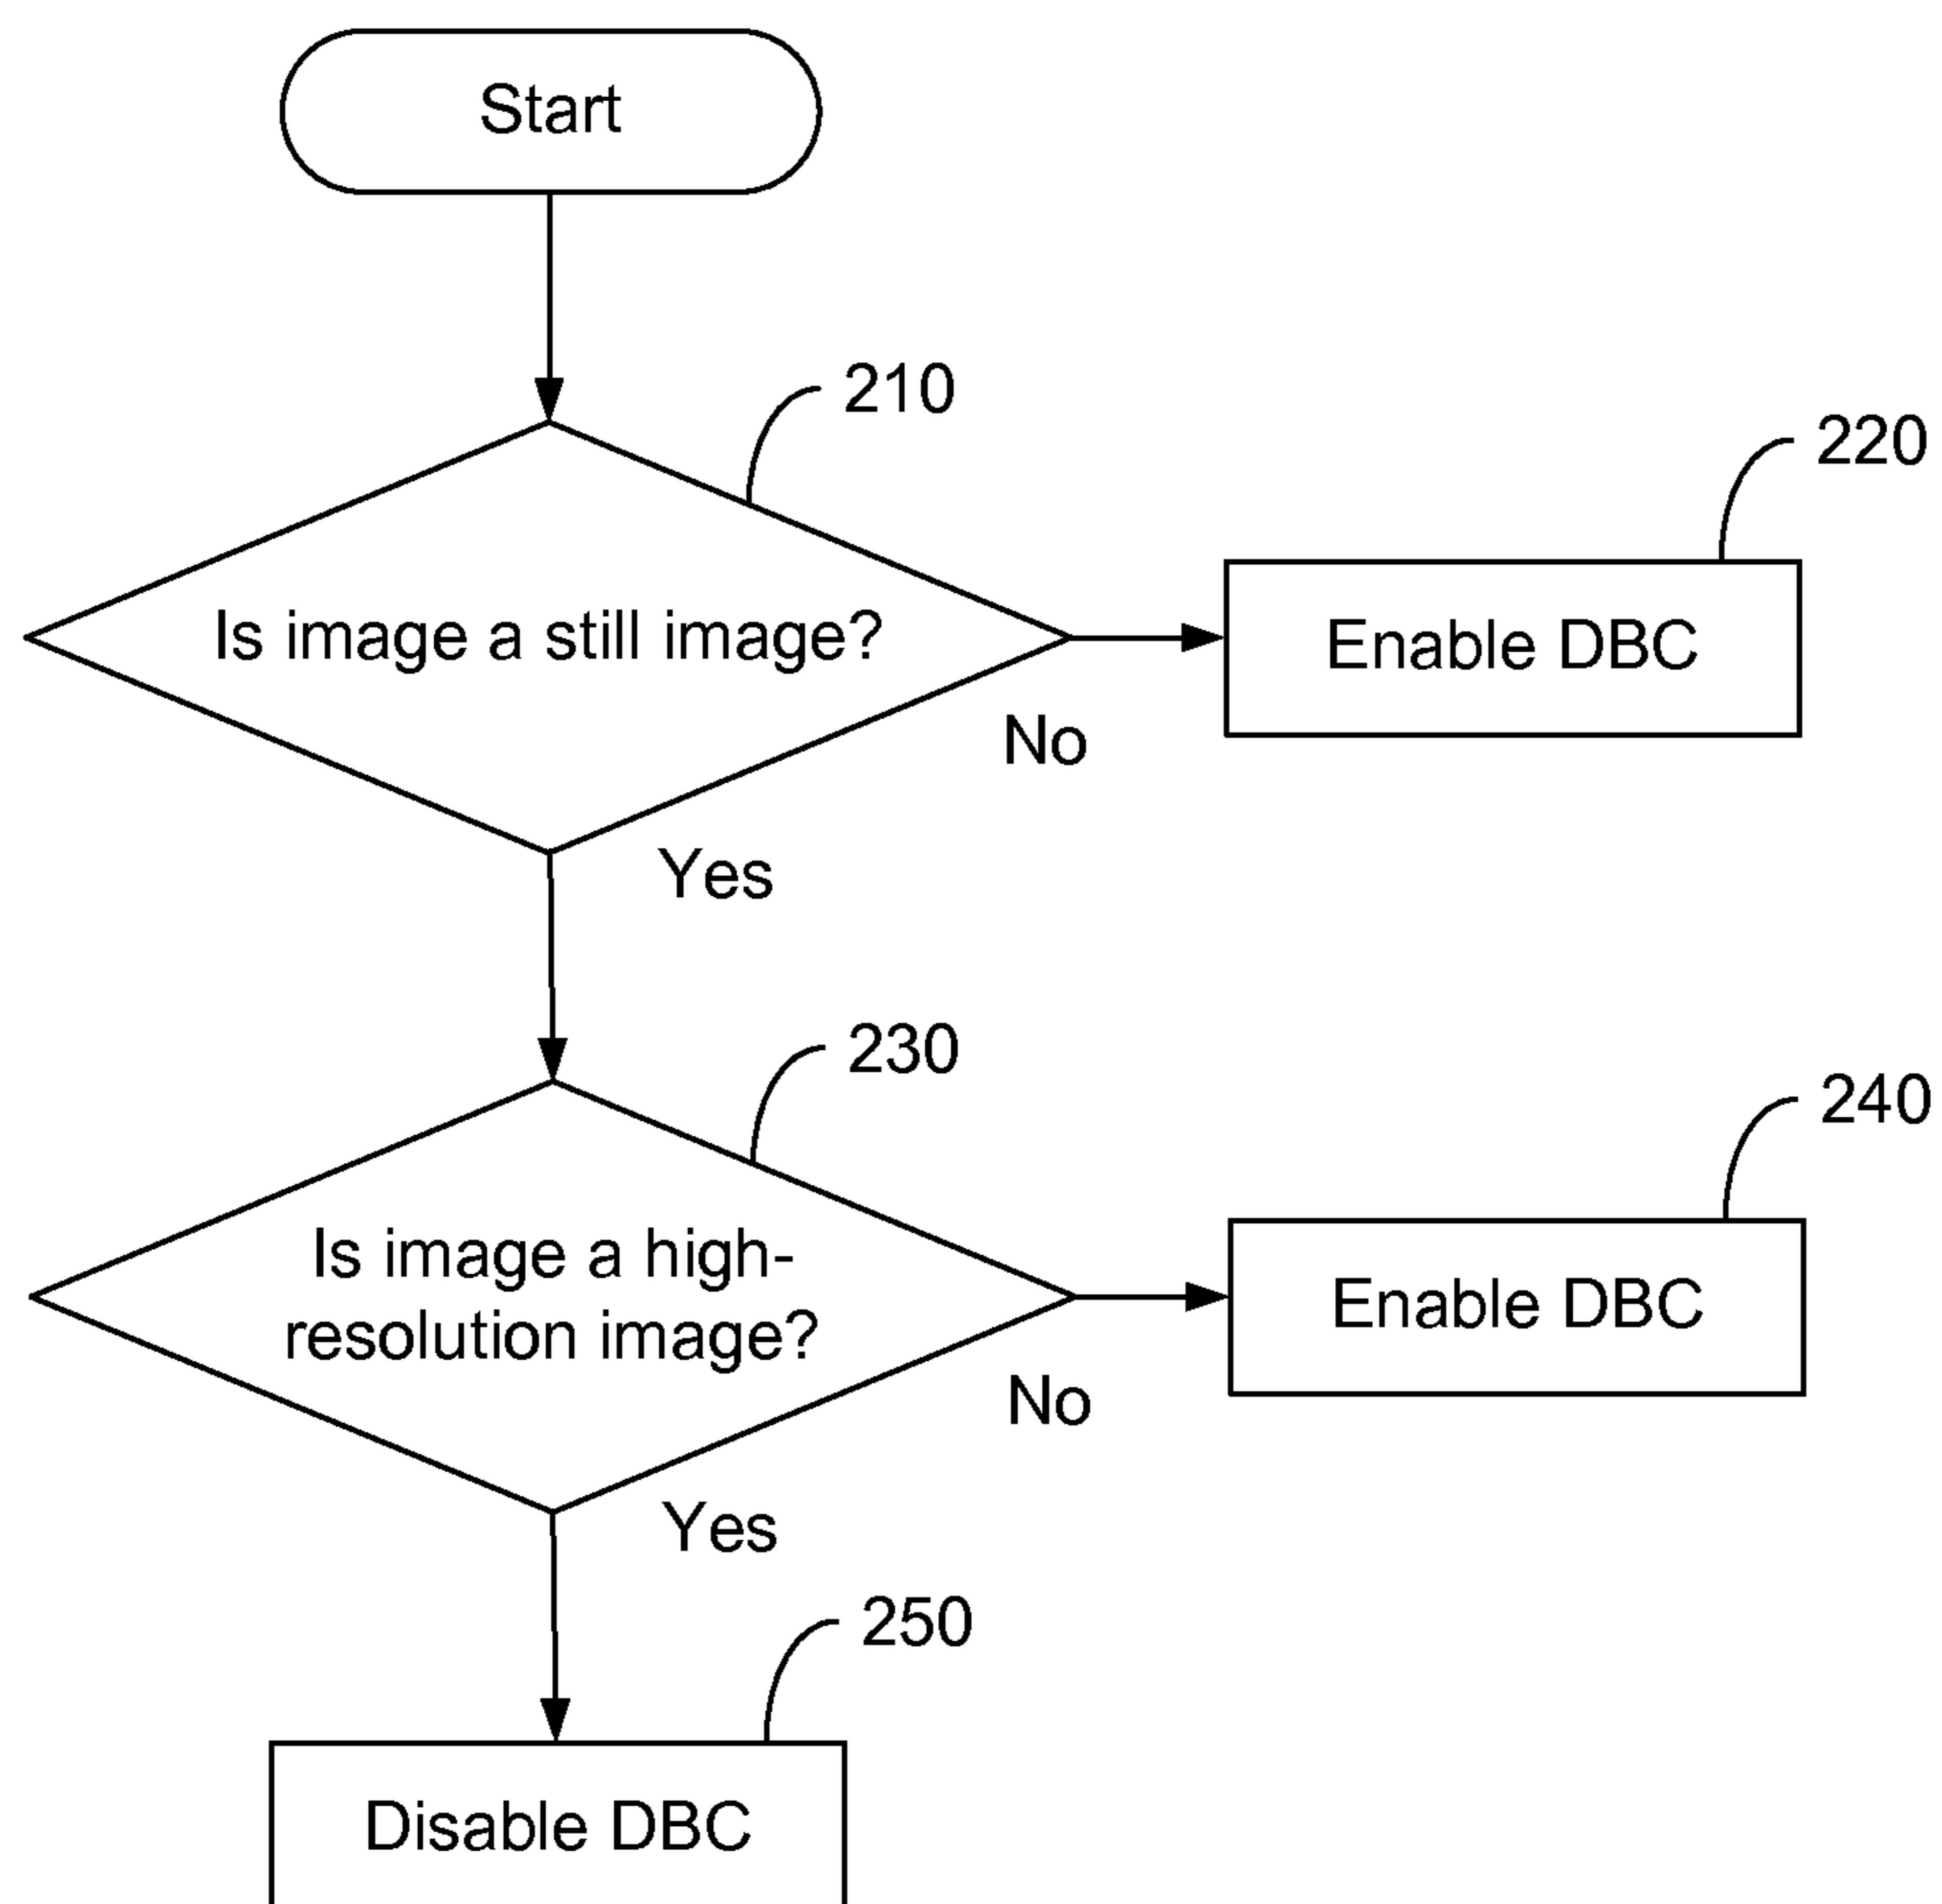 Start
210
220
Is image a still image?
Enable DBC
No
Yes
230
240
Is image a high-
resolution image?
Enable DBC
No
Yes
250
Disable DBC